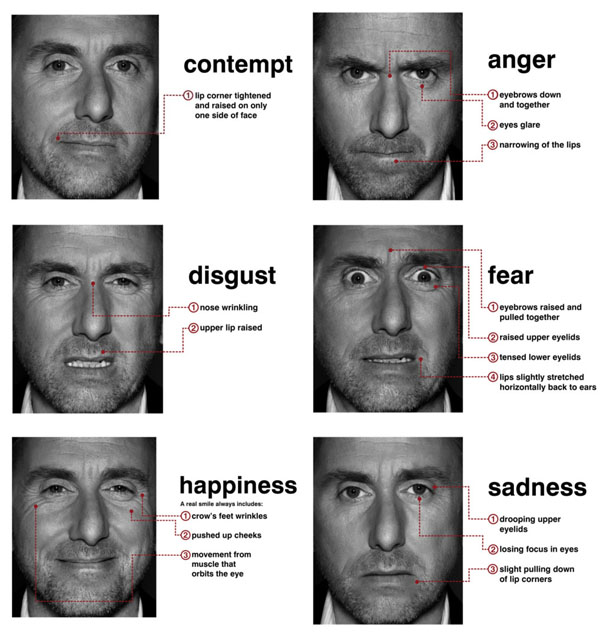 contempt
1 lip corner tightened
and raised on only
one side of face
anger
1 eyebrows down
and together
2 eyes glare
3 narrowing of the lips
disgust
1 nose wrinkling
2 upper lip raised
fear
1 eyebrows raised and
pulled together
2 raised upper eyelids
3 tensed lower eyelids
4 lips slightly stretched
horizontally back to ears
happiness
A real smile always includes:
1 crow's feet wrinkles
2 pushed up cheeks
3 movement from
muscle that
orbits the eye
sadness
1 drooping upper
eyelids
2 losing focus in eyes
3 slight pulling down
of lip corners